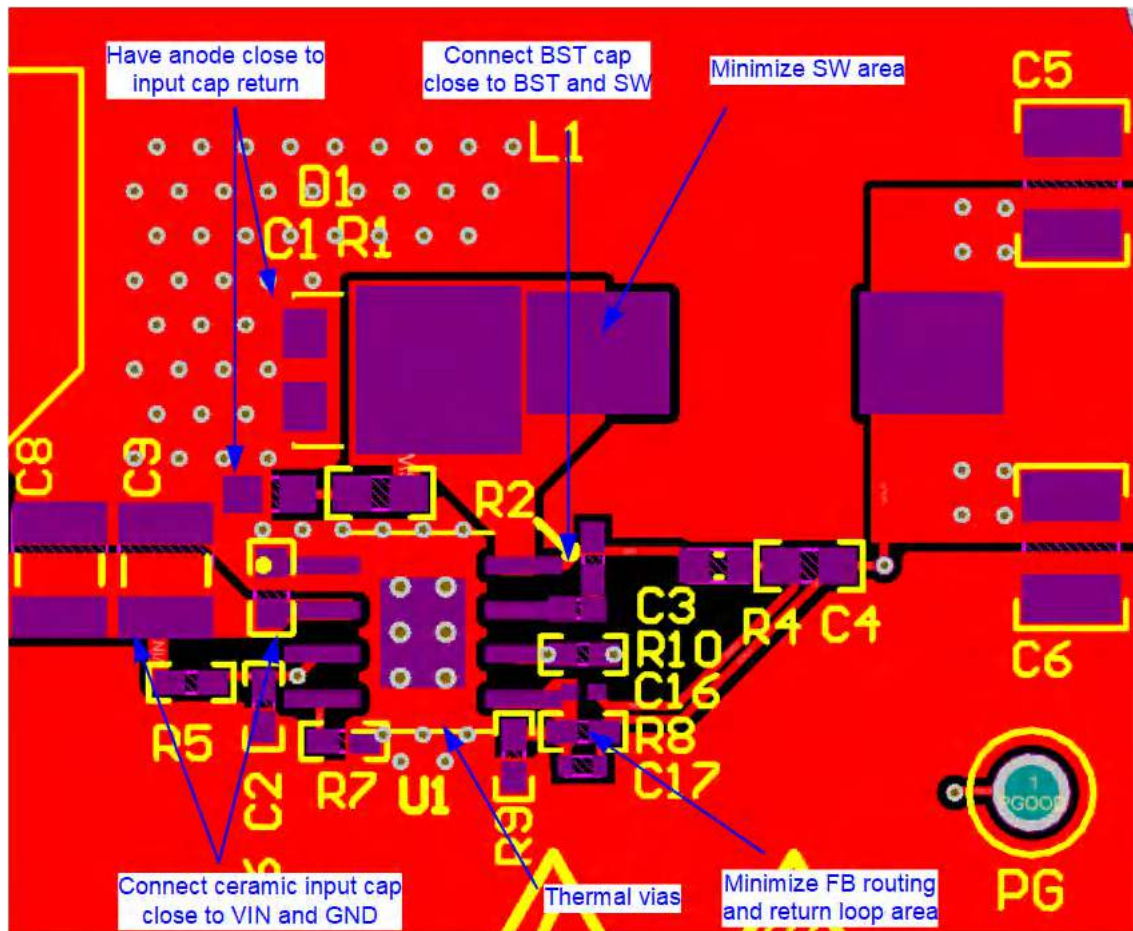 Have anode close to
input cap return
Connect BST cap
close to BST and SW
Minimize SW area
C5
L1
D1
C1 R1
C8
C9
R2
C3
R4
C4
R10
C6
C16
R5
C2
R7
U1
R9
R8
C17
1
PGOOD
PG
VIN
Connect ceramic input cap
close to VIN and GND
Thermal vias
Minimize FB routing
and return loop area